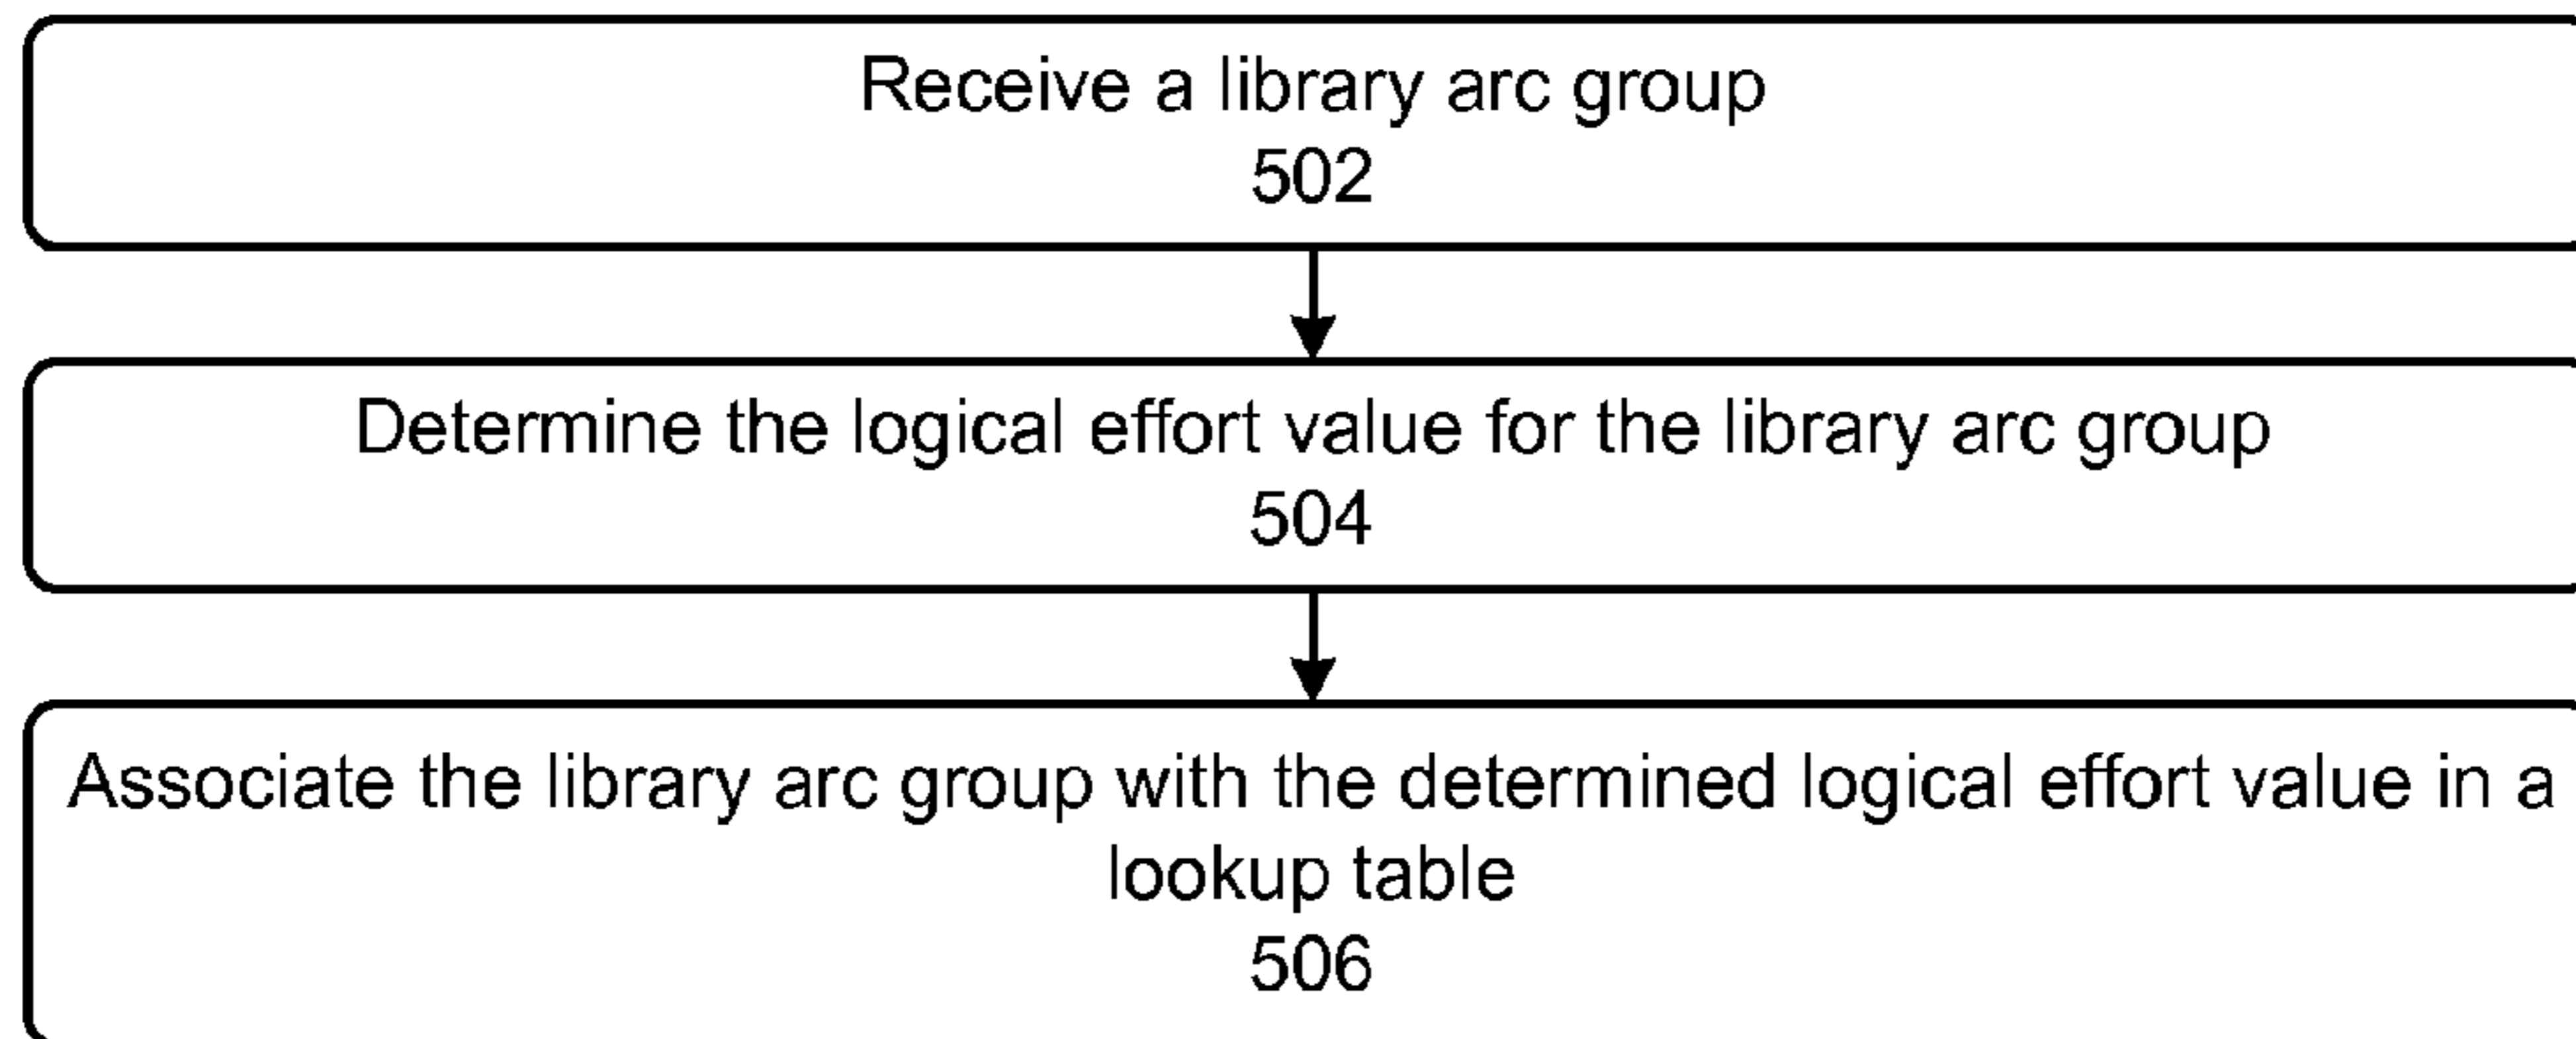 Receive a library arc group
502
Determine the logical effort value for the library arc group
504
Associate the library arc group with the determined logical effort value in a
lookup table
506